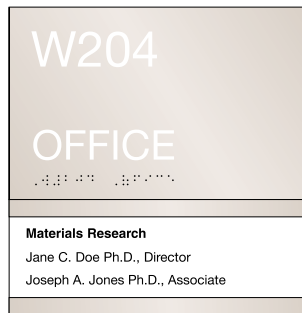 W204
OFFICE
Materials Research
Jane C. Doe Ph.D., Director
Joseph A. Jones Ph.D., Associate